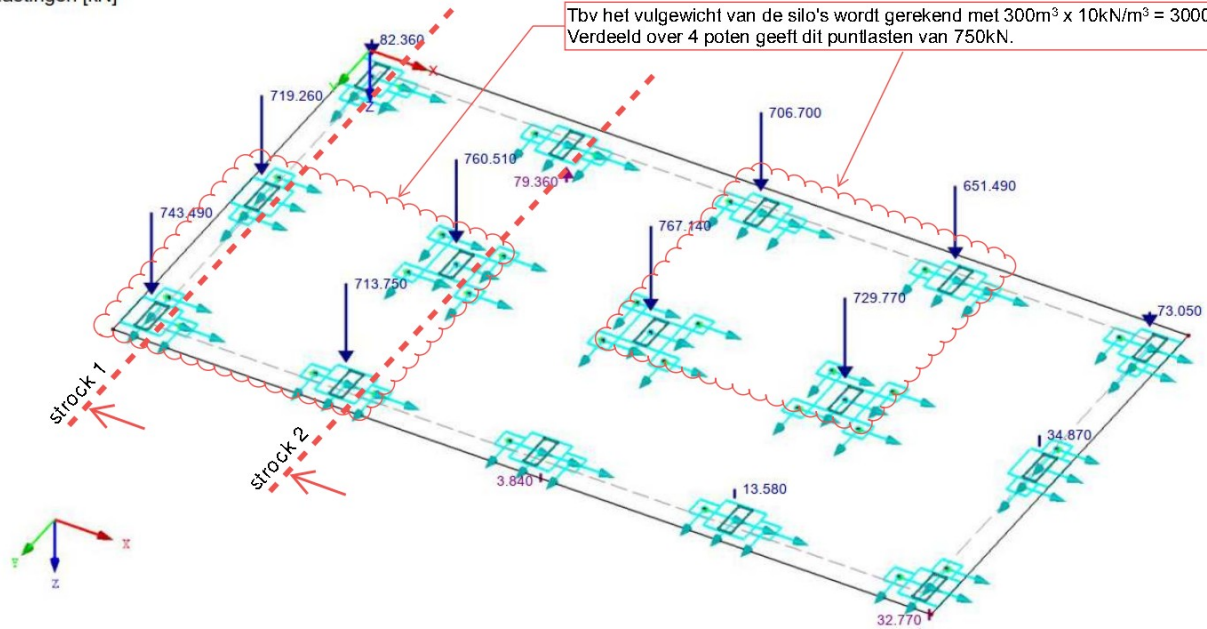 Tbv het vulgewicht van de silo's wordt gerekend met 300m³ x 10kN/m³ = 3000
Verdeeld over 4 poten geeft dit puntlasten van 750kN.
82.360
X
Z
719.260
706.700
760.510
79.360
651.490
743.490
767.140
713.750
729.770
73.050
strock 1
strock 2
34.870
3.840
13.580
X
Y
Z
32.770